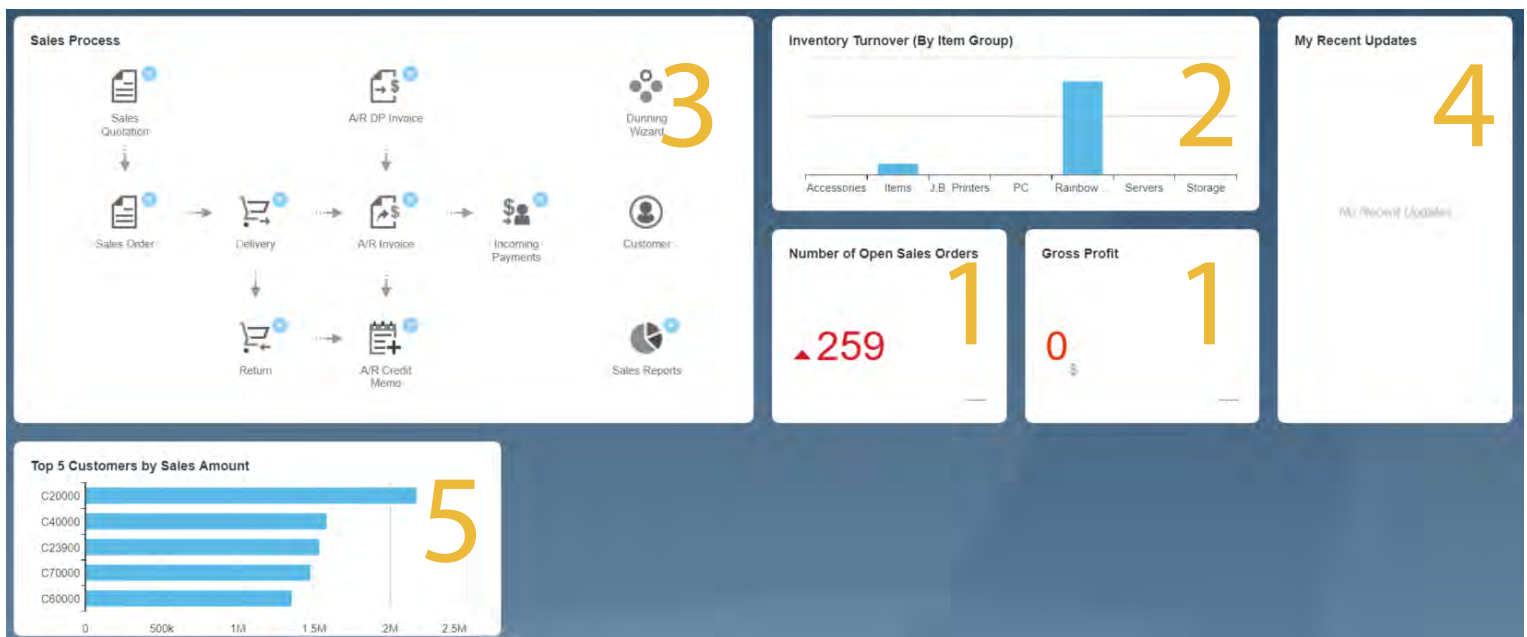 Sales Process
3
Sales
Quotation
A/R DP Invoice
Dunning
Wizard
Sales Order
Delivery
A/R Invoice
Incoming
Payments
Customer
Return
A/R Credit
Memo
Sales Reports
Inventory Turnover (By Item Group)
2
Accessories Items J.B. Printers PC Rainbow ... Servers Storage
Number of Open Sales Orders
1
259
Gross Profit
1
0
$
My Recent Updates
4
My Recent Updates
Top 5 Customers by Sales Amount
5
C20000
C40000
C23900
C70000
C60000
0 500k 1M 1.5M 2M 2.5M